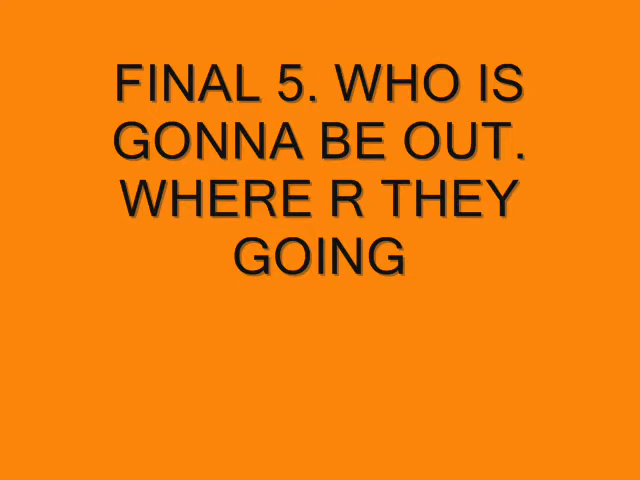 FINAL 5. WHO IS
GONNA BE OUT.
WHERE R THEY
GOING